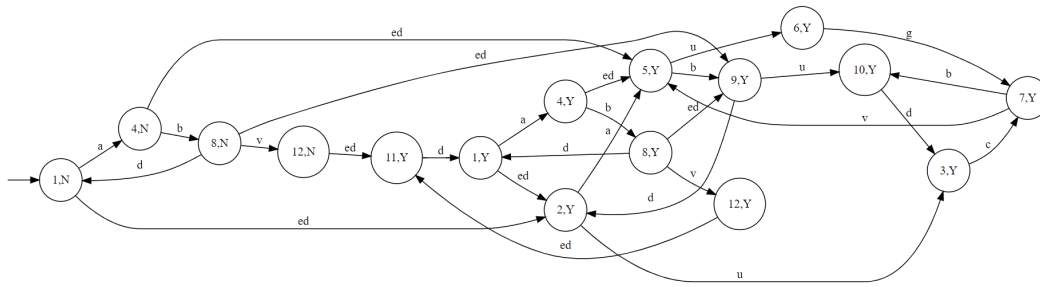 6,Y
g
ed
u
ed
5,Y
b
9,Y
u
10,Y
b
7,Y
ed
4,Y
a
b
ed
v
4,N
b
8,N
v
12,N
ed
11,Y
d
1,Y
a
d
8,Y
a
d
3,Y
c
1,N
d
ed
v
12,Y
2,Y
d
ed
ed
u